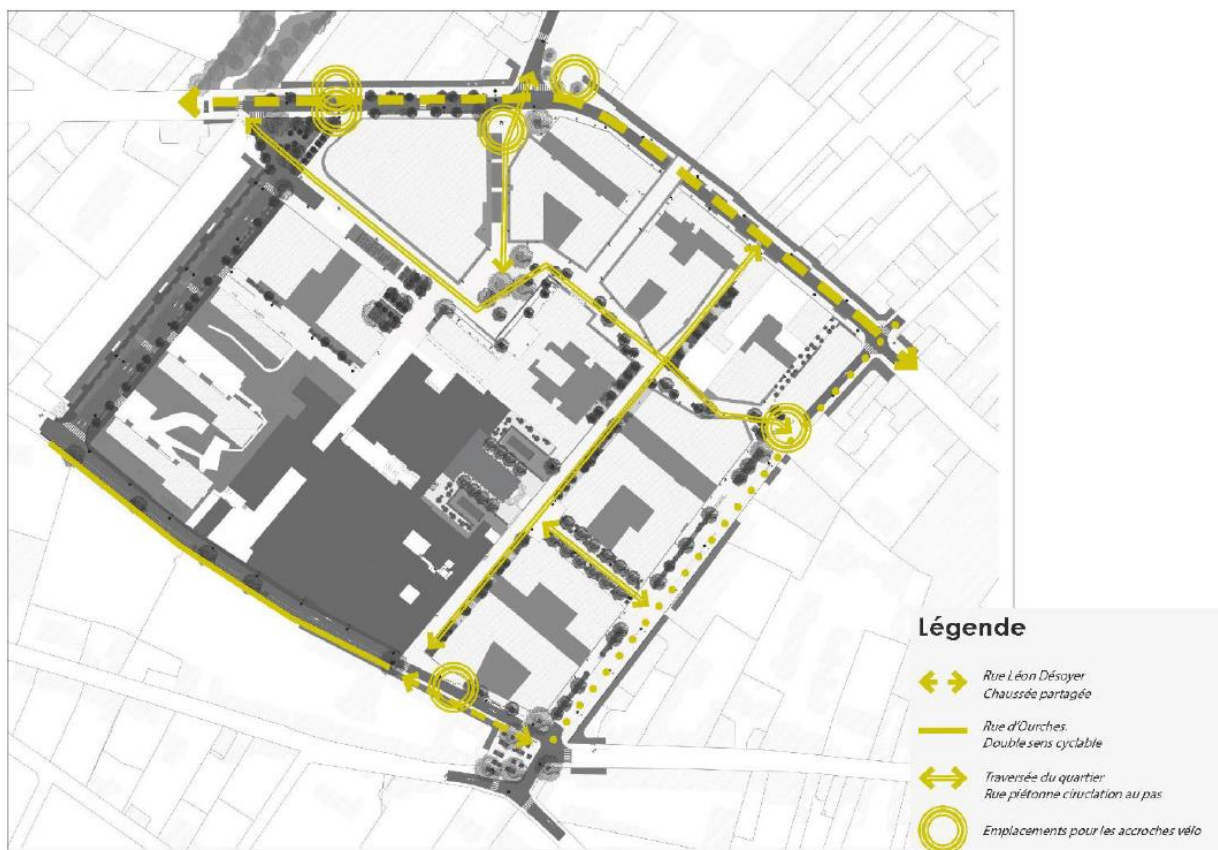 Légende
Rue Léon Désoyer
Chaussée partagée
Rue d'Ourches.
Double sens cyclable
Traversée du quartier
Rue piétonne ciruclation au pas
Emplacements pour les accroches vélo